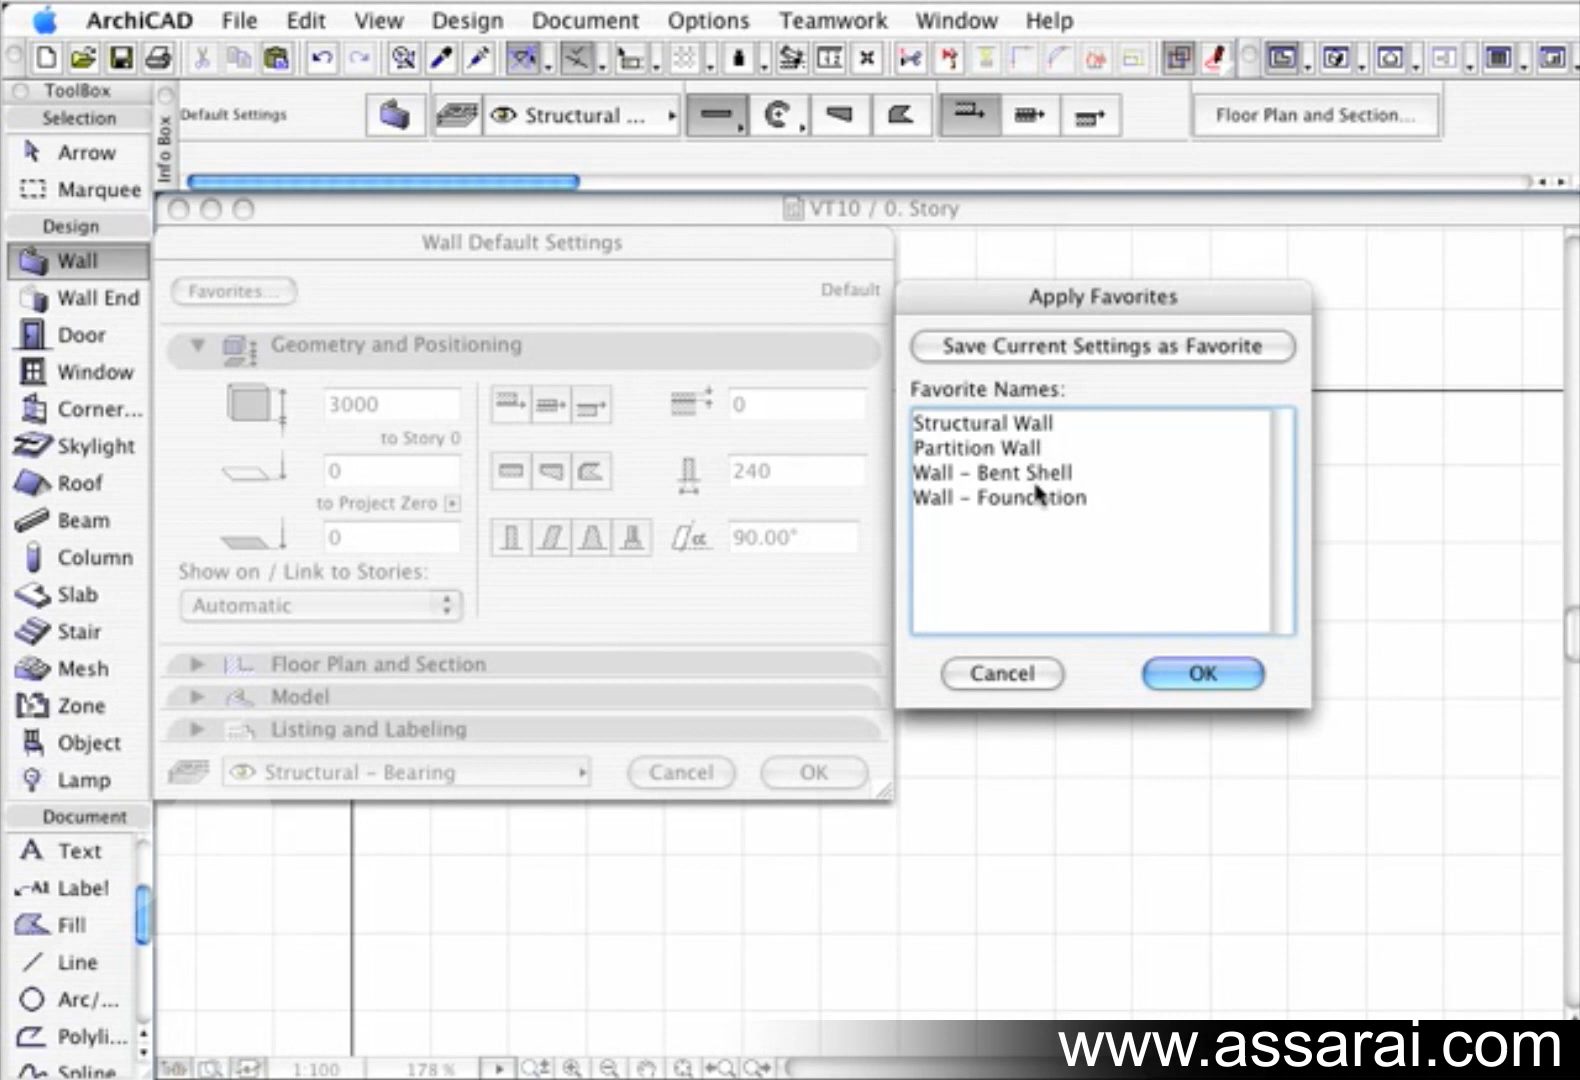 ArchiCAD File Edit View Design Document Options Teamwork Window Help
ToolBox
Selection
Arrow
Marquee
Design
Wall
Wall End
Door
Window
Corner...
Skylight
Roof
Beam
Column
Slab
Stair
Mesh
Zone
Object
Lamp
Document
Text
A1 Label
Fill
Line
Arc/...
Polyli...
Spline
Info Box
Default Settings
Structural ...
Floor Plan and Section...
VT10 / 0. Story
Wall Default Settings
Favorites...
Default
Geometry and Positioning
3000
to Story 0
0
to Project Zero
0
Show on / Link to Stories:
Automatic
0
240
α 90.00°
Floor Plan and Section
Model
Listing and Labeling
Structural - Bearing
Cancel
OK
Apply Favorites
Save Current Settings as Favorite
Favorite Names:
Structural Wall
Partition Wall
Wall - Bent Shell
Wall - Foundation
Cancel
OK
1:100
178 %
www.assarai.com